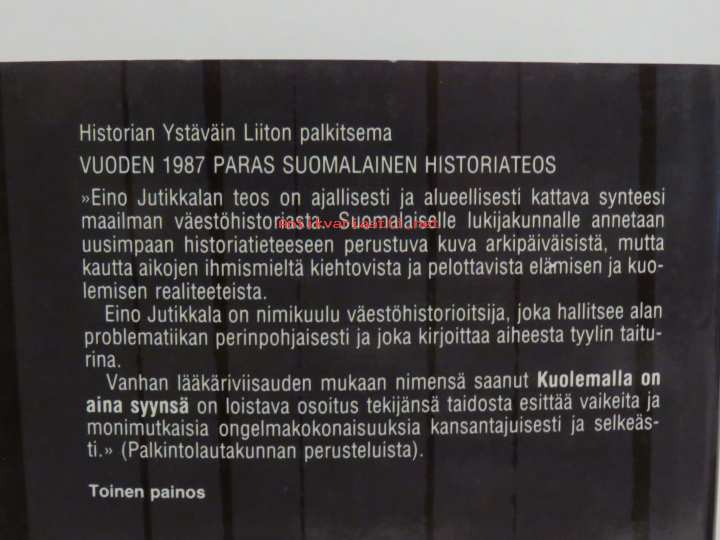 Historian Ystäväin Liiton palkitsema
VUODEN 1987 PARAS SUOMALAINEN HISTORIATEOS
»Eino Jutikkalan teos on ajallisesti ja alueellisesti kattava synteesi
maailman väestöhistoriasta. Suomalaiselle lukijakunnalle annetaan
Antikvariaatti.net
uusimpaan historiatieteeseen perustuva kuva arkipäiväisistä, mutta
kautta aikojen ihmismieltä kiehtovista ja pelottavista elämisen ja kuo-
lemisen realiteeteista.
Eino Jutikkala on nimikuulu väestöhistorioitsija, joka hallitsee alan
problematiikan perinpohjaisesti ja joka kirjoittaa aiheesta tyylin taitu-
rina.
Vanhan lääkäriviisauden mukaan nimensä saanut Kuolemalla on
aina syynsä on loistava osoitus tekijänsä taidosta esittää vaikeita ja
monimutkaisia ongelmakokonaisuuksia kansantajuisesti ja selkeäs-
ti.» (Palkintolautakunnan perusteluista).
Toinen painos